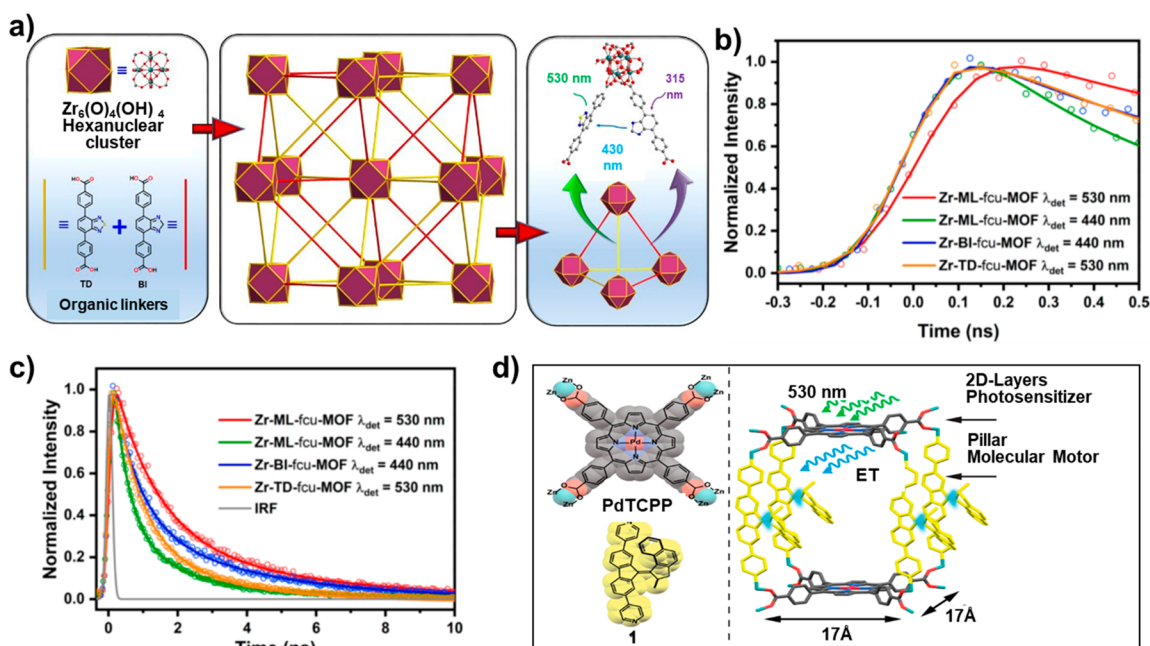 a)
Zr6(O)4(OH) 4
Hexanuclear
cluster
TD
BI
Organic linkers
530 nm
315
nm
430
nm
b)
Normalized Intensity
1.0
0.8
0.6
0.4
0.2
0.0
Zr-ML-fcu-MOF λdet = 530 nm
Zr-ML-fcu-MOF λdet = 440 nm
Zr-BI-fcu-MOF λdet = 440 nm
Zr-TD-fcu-MOF λdet = 530 nm
-0.3 -0.2 -0.1 0.0 0.1 0.2 0.3 0.4 0.5
Time (ns)
c)
Normalized Intensity
1.0
0.8
0.6
0.4
0.2
0.0
Zr-ML-fcu-MOF λdet = 530 nm
Zr-ML-fcu-MOF λdet = 440 nm
Zr-BI-fcu-MOF λdet = 440 nm
Zr-TD-fcu-MOF λdet = 530 nm
IRF
0 2 4 6 8 10
Time (ns)
d)
Zn
Zn
Zn
Zn
Pd
N
N
N
N
Zn
Zn
Zn
Zn
PdTCPP
1
530 nm
ET
2D-Layers
Photosensitizer
Pillar
Molecular Motor
17Å
17Å